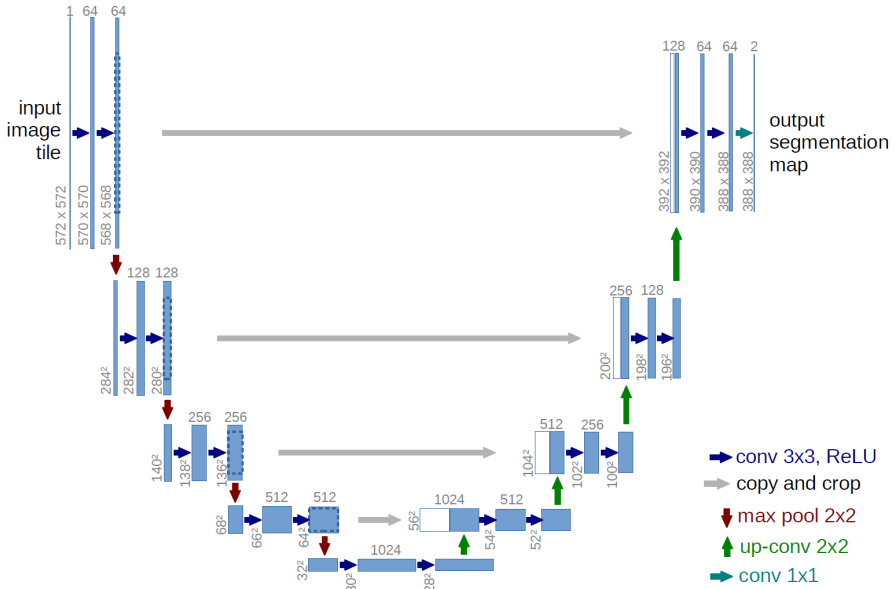 1 64 64
input
image
tile
572 x 572
570 x 570
568 x 568
128 64 64 2
output
segmentation
map
392 x 392
390 x 390
388 x 388
388 x 388
128 128
284²
282²
280²
256 128
200²
198²
196²
256 256
140²
138²
136²
512 256
104²
102²
100²
512 512
68²
66²
64²
1024 512
56²
54²
52²
1024
32²
30²
28²
conv 3x3, ReLU
copy and crop
max pool 2x2
up-conv 2x2
conv 1x1